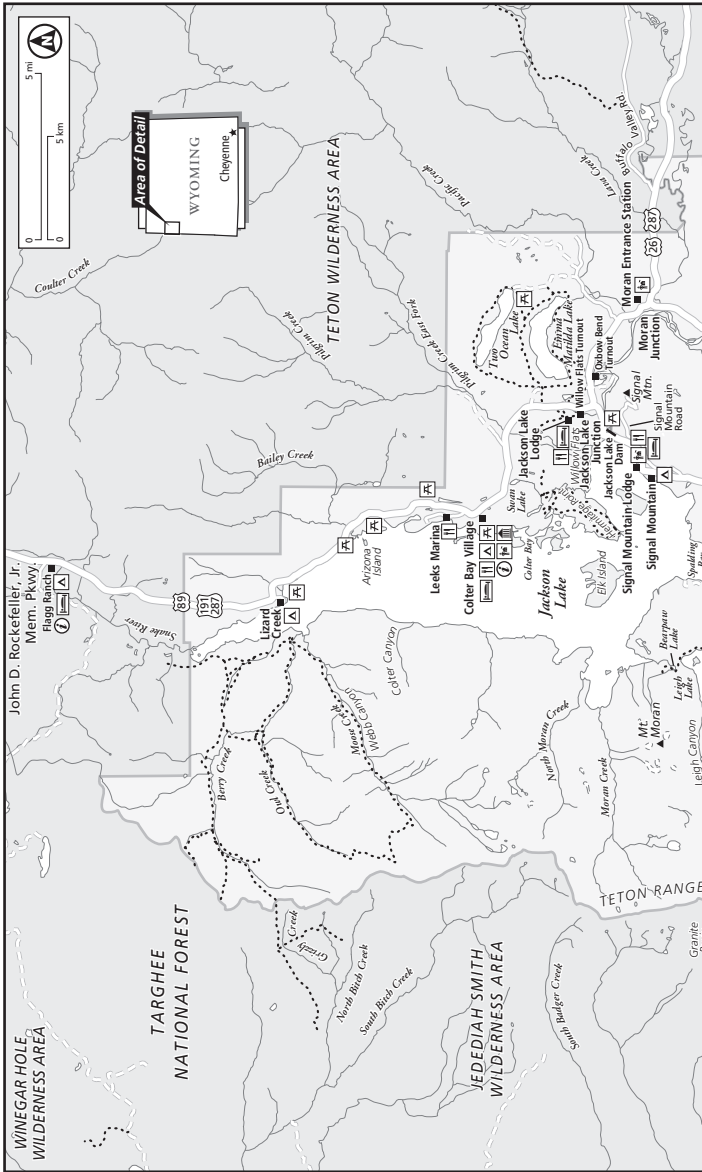 WINEGAR HOLE
WILDERNESS AREA
John D. Rockefeller, Jr.
Mem. Pkwy.
Flagg Ranch
Snake River
89
191
287
TARGHEE
NATIONAL FOREST
Berry Creek
Owl Creek
Moose Creek
Webb Canyon
Colter Canyon
Grizzly
Creek
North Bitch Creek
South Bitch Creek
JEDEDIAH SMITH
WILDERNESS AREA
South Badger Creek
Granite
TETON RANGE
North Moran Creek
Moran Creek
Mt.
Moran
Leigh Canyon
Leigh
Lake
Bearpaw
Lake
Spalding
Lizard
Creek
Arizona
Island
Bailey Creek
Leeks Marina
Colter Bay Village
Colter Bay
Swan
Lake
Hermitage Point
Jackson
Lake
Elk Island
Jackson Lake
Lodge
Willow Flats
Jackson Lake
Junction
Jackson Lake
Dam
Signal Mountain Lodge
Signal Mountain
Signal
Mtn.
Signal
Mountain
Road
Willow Flats Turnout
Oxbow Bend
Turnout
Two
Ocean
Lake
Emma
Matilda Lake
Moran
Junction
Moran Entrance Station
26
287
Buffalo Valley Rd.
Lava Creek
Pacific Creek
Pilgrim Creek East Fork
Pilgrim Creek
TETON WILDERNESS AREA
Coulter Creek
Area of Detail
WYOMING
Cheyenne
0
5 mi
0
5 km
N